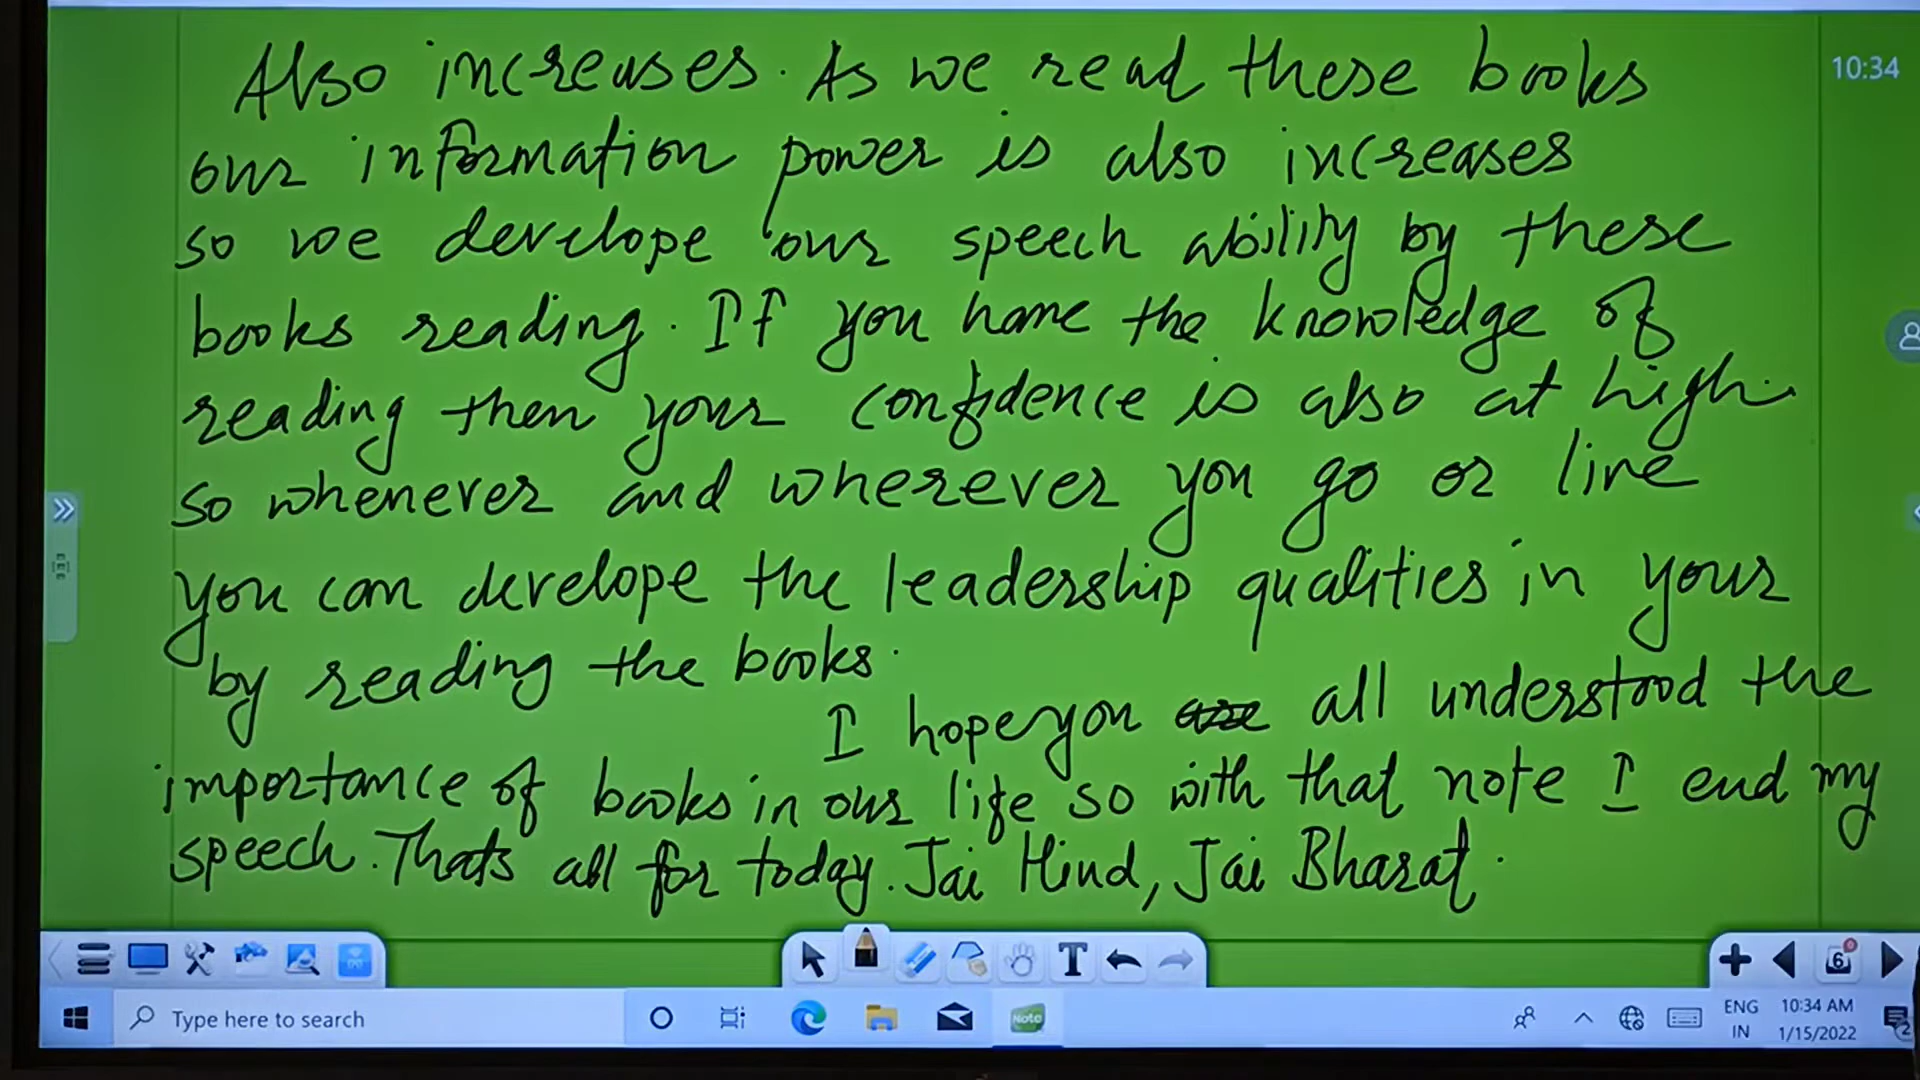 10:34
Also increases. As we read these books
our information power is also increases
so we develope our speech ability by these
books reading. If you have the knowledge of
reading then your confidence is also at high.
so whenever and wherever you go or live
you can develope the leadership qualities in your
by reading the books.
I hope you are all understood the
importance of books in our life so with that note I end my
speech. Thats all for today. Jai Hind, Jai Bharat.
T
6
Type here to search
Note
ENG
IN
10:34 AM
1/15/2022
2